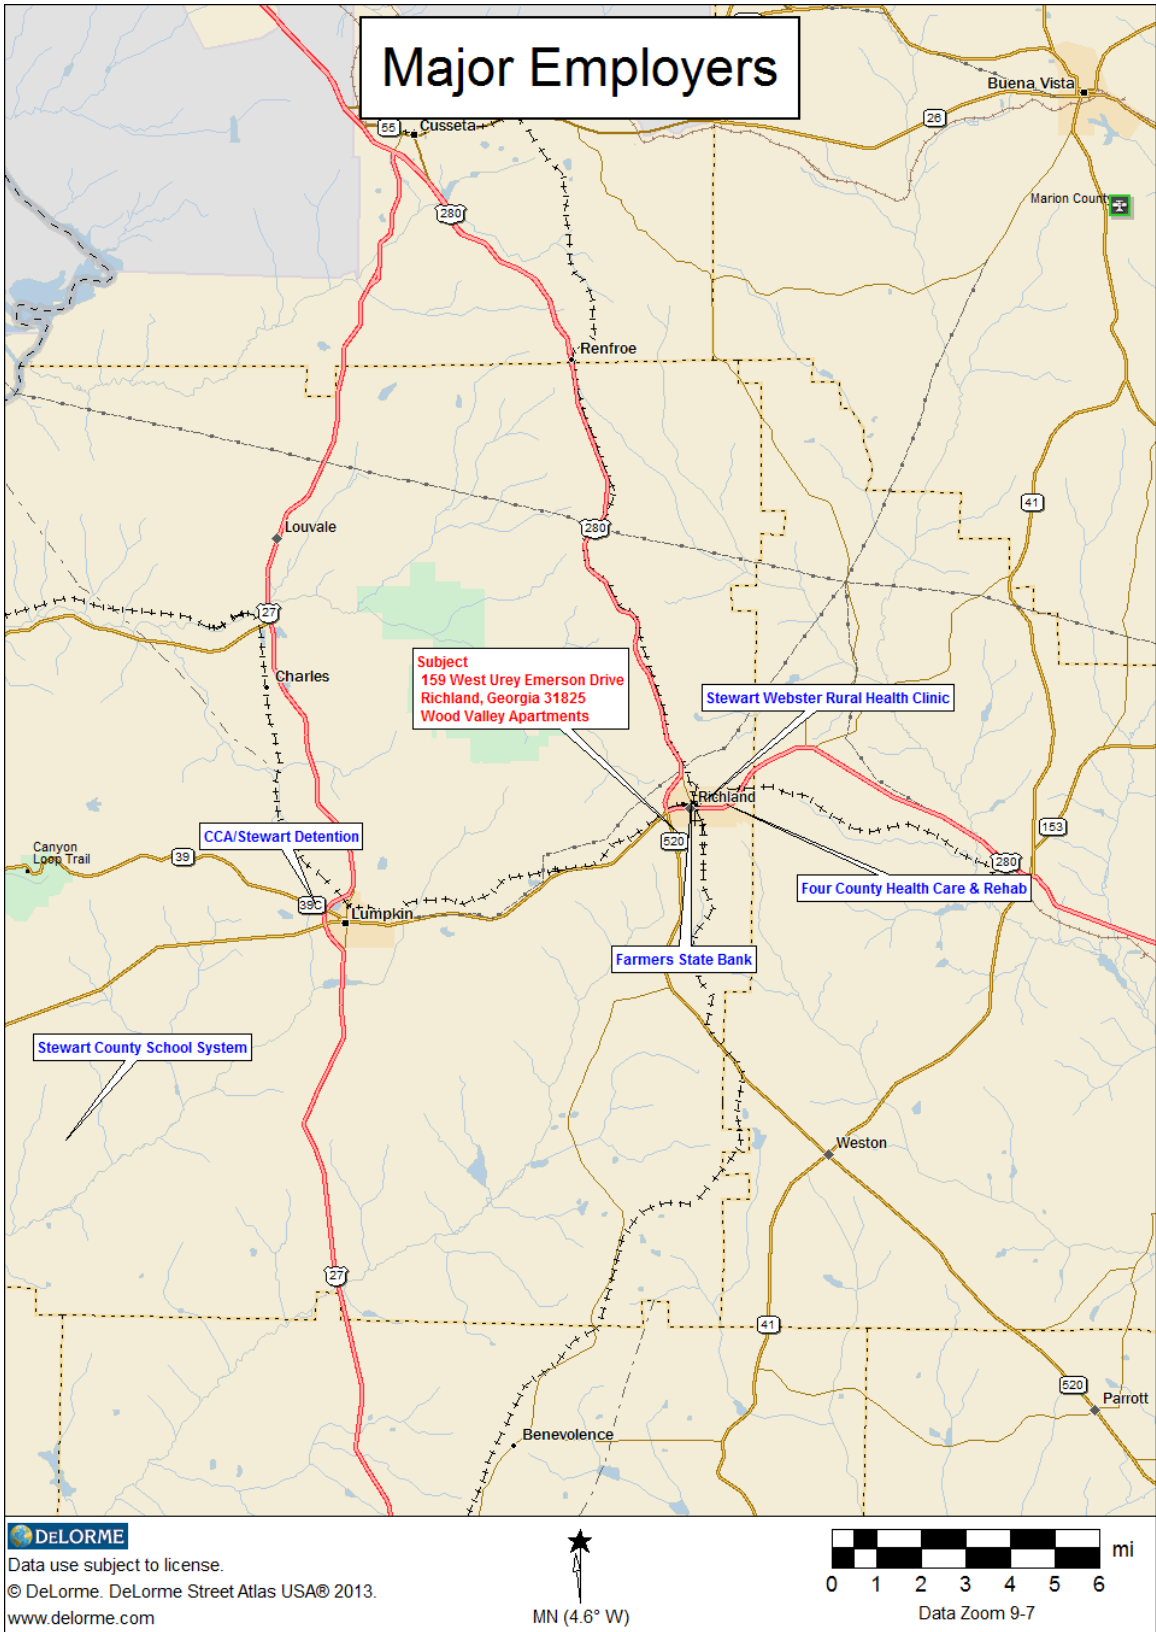 Major Employers
Buena Vista
26
55
Cusseta
Marion County
280
Renfroe
41
Louvale
280
27
Subject
159 West Urey Emerson Drive
Richland, Georgia 31825
Wood Valley Apartments
Charles
Stewart Webster Rural Health Clinic
Richland
CCA/Stewart Detention
153
520
Canyon
Loop Trail
39
280
Four County Health Care & Rehab
39C
Lumpkin
Farmers State Bank
Stewart County School System
Weston
27
41
520
Parrott
Benevolence
DELORME
Data use subject to license.
© DeLorme. DeLorme Street Atlas USA® 2013.
www.delorme.com
MN (4.6° W)
mi
0 1 2 3 4 5 6
Data Zoom 9-7